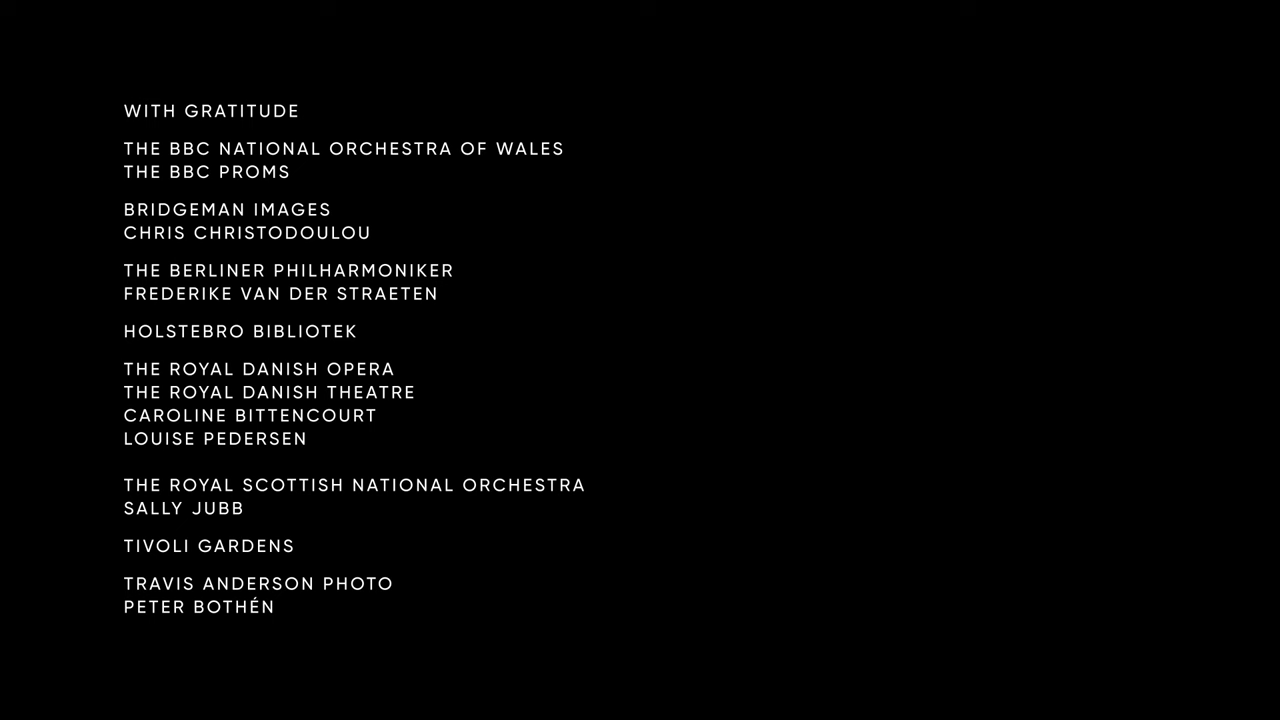 WITH GRATITUDE
THE BBC NATIONAL ORCHESTRA OF WALES
THE BBC PROMS
BRIDGEMAN IMAGES
CHRIS CHRISTODOULOU
THE BERLINER PHILHARMONIKER
FREDERIKE VAN DER STRAETEN
HOLSTEBRO BIBLIOTEK
THE ROYAL DANISH OPERA
THE ROYAL DANISH THEATRE
CAROLINE BITTENCOURT
LOUISE PEDERSEN
THE ROYAL SCOTTISH NATIONAL ORCHESTRA
SALLY JUBB
TIVOLI GARDENS
TRAVIS ANDERSON PHOTO
PETER BOTHÉN